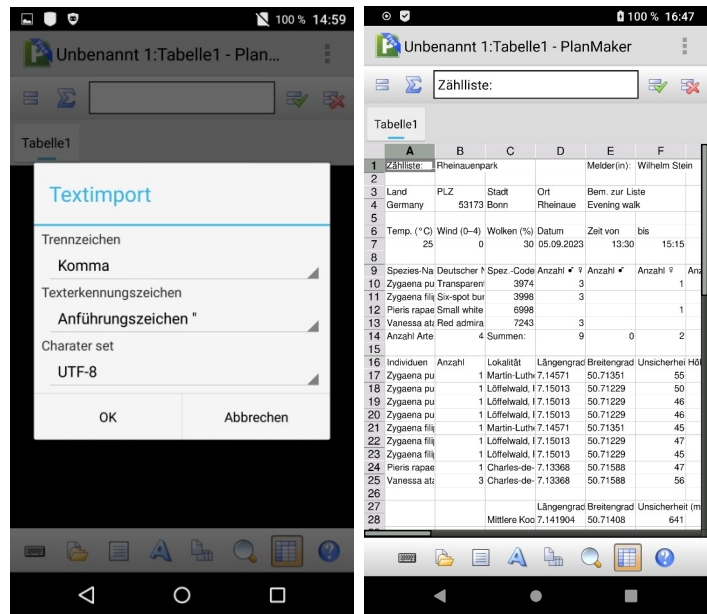 100 % 14:59
Unbenannt 1:Tabelle1 - Plan...
Tabelle1
Textimport
Trennzeichen
Komma
Texterkennungszeichen
Anführungszeichen "
Charater set
UTF-8
OK Abbrechen
100 % 16:47
Unbenannt 1:Tabelle1 - PlanMaker
Zählliste:
Tabelle1
A B C D E F
1 Zählliste: Rheinauenpark Melder(in): Wilhelm Stein
2
3 Land PLZ Stadt Ort Bem. zur Liste
4 Germany 53173 Bonn Rheinaue Evening walk
5
6 Temp. (°C) Wind (0–4) Wolken (%) Datum Zeit von bis
7 25 0 30 05.09.2023 13:30 15:15
8
9 Spezies-Na Deutscher N Spez.-Code Anzahl ♂ ♀ Anzahl ♂ Anzahl ♀ Anz
10 Zygaena pu Transparen 3974 3 1
11 Zygaena fili Six-spot bur 3998 3
12 Pieris rapae Small white 6998 1
13 Vanessa ata Red admira 7243 3
14 Anzahl Arte 4 Summen: 9 0 2
15
16 Individuen Anzahl Lokalität Längengrad Breitengrad Unsicherhei Höl
17 Zygaena pu 1 Martin-Luth 7.14571 50.71351 55
18 Zygaena pu 1 Löffelwald, 7.15013 50.71229 50
19 Zygaena pu 1 Löffelwald, 7.15013 50.71229 46
20 Zygaena pu 1 Löffelwald, 7.15013 50.71229 46
21 Zygaena fili 1 Martin-Luth 7.14571 50.71351 45
22 Zygaena fili 1 Löffelwald, 7.15013 50.71229 47
23 Zygaena fili 1 Löffelwald, 7.15013 50.71229 45
24 Pieris rapae 1 Charles-de- 7.13368 50.71588 47
25 Vanessa ata 3 Charles-de- 7.13368 50.71588 56
26
27 Längengrad Breitengrad Unsicherheit (m
28 Mittlere Koo 7.141904 50.71408 641